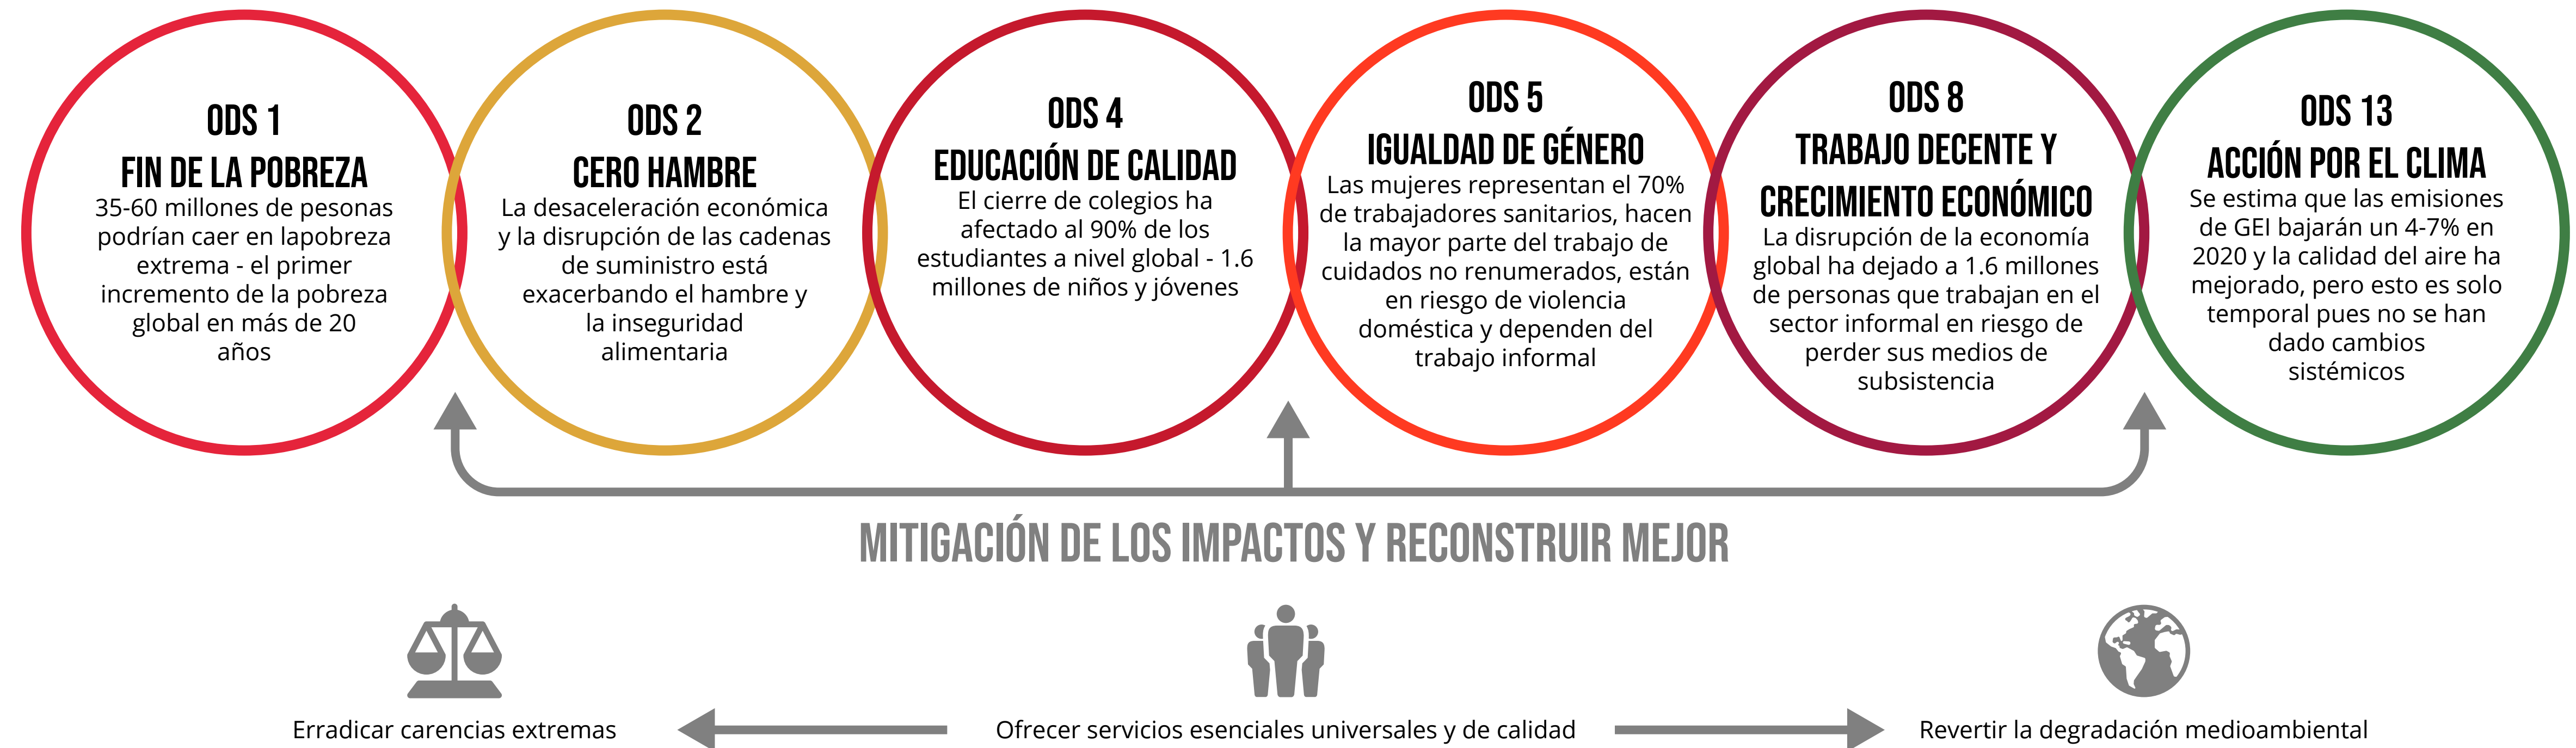 ODS 1
FIN DE LA POBREZA
35-60 millones de pesonas
podrían caer en lapobreza
extrema - el primer
incremento de la pobreza
global en más de 20
años
ODS 2
CERO HAMBRE
La desaceleración económica
y la disrupción de las cadenas
de suministro está
exacerbando el hambre y
la inseguridad
alimentaria
ODS 4
EDUCACIÓN DE CALIDAD
El cierre de colegios ha
afectado al 90% de los
estudiantes a nivel global - 1.6
millones de niños y jóvenes
ODS 5
IGUALDAD DE GÉNERO
Las mujeres representan el 70%
de trabajadores sanitarios, hacen
la mayor parte del trabajo de
cuidados no renumerados, están
en riesgo de violencia
doméstica y dependen del
trabajo informal
ODS 8
TRABAJO DECENTE Y
CRECIMIENTO ECONÓMICO
La disrupción de la economía
global ha dejado a 1.6 millones
de personas que trabajan en el
sector informal en riesgo de
perder sus medios de
subsistencia
ODS 13
ACCIÓN POR EL CLIMA
Se estima que las emisiones
de GEI bajarán un 4-7% en
2020 y la calidad del aire ha
mejorado, pero esto es solo
temporal pues no se han
dado cambios
sistémicos
MITIGACIÓN DE LOS IMPACTOS Y RECONSTRUIR MEJOR
Erradicar carencias extremas
Ofrecer servicios esenciales universales y de calidad
Revertir la degradación medioambiental